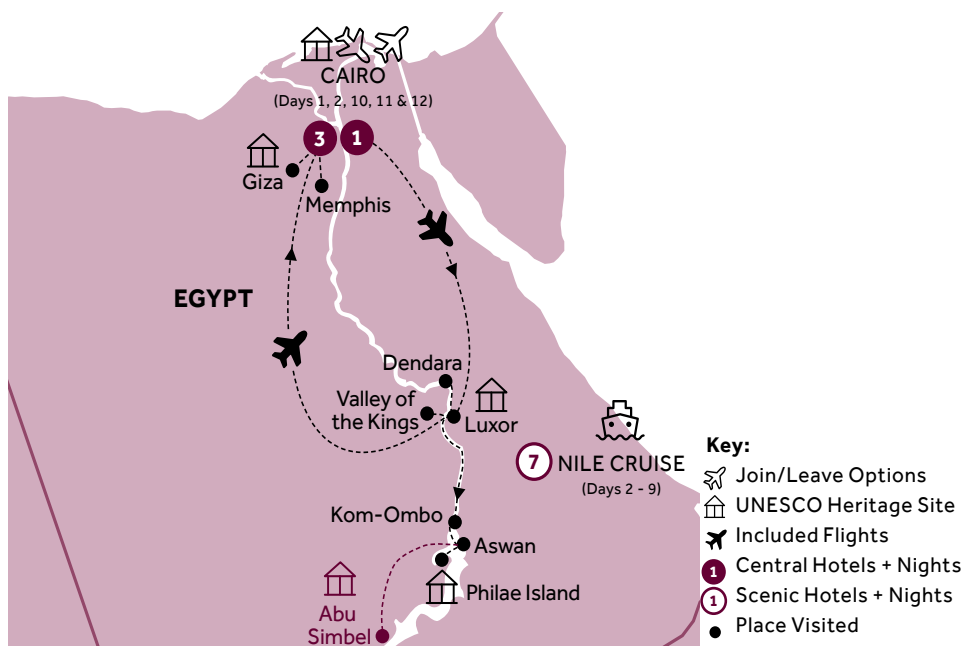 CAIRO
(Days 1, 2, 10, 11 & 12)
3
1
Giza
Memphis
EGYPT
Dendara
Valley of
the Kings
Luxor
7
NILE CRUISE
(Days 2 - 9)
Kom-Ombo
Aswan
Philae Island
Abu
Simbel
Key:
Join/Leave Options
UNESCO Heritage Site
Included Flights
1 Central Hotels + Nights
1 Scenic Hotels + Nights
Place Visited